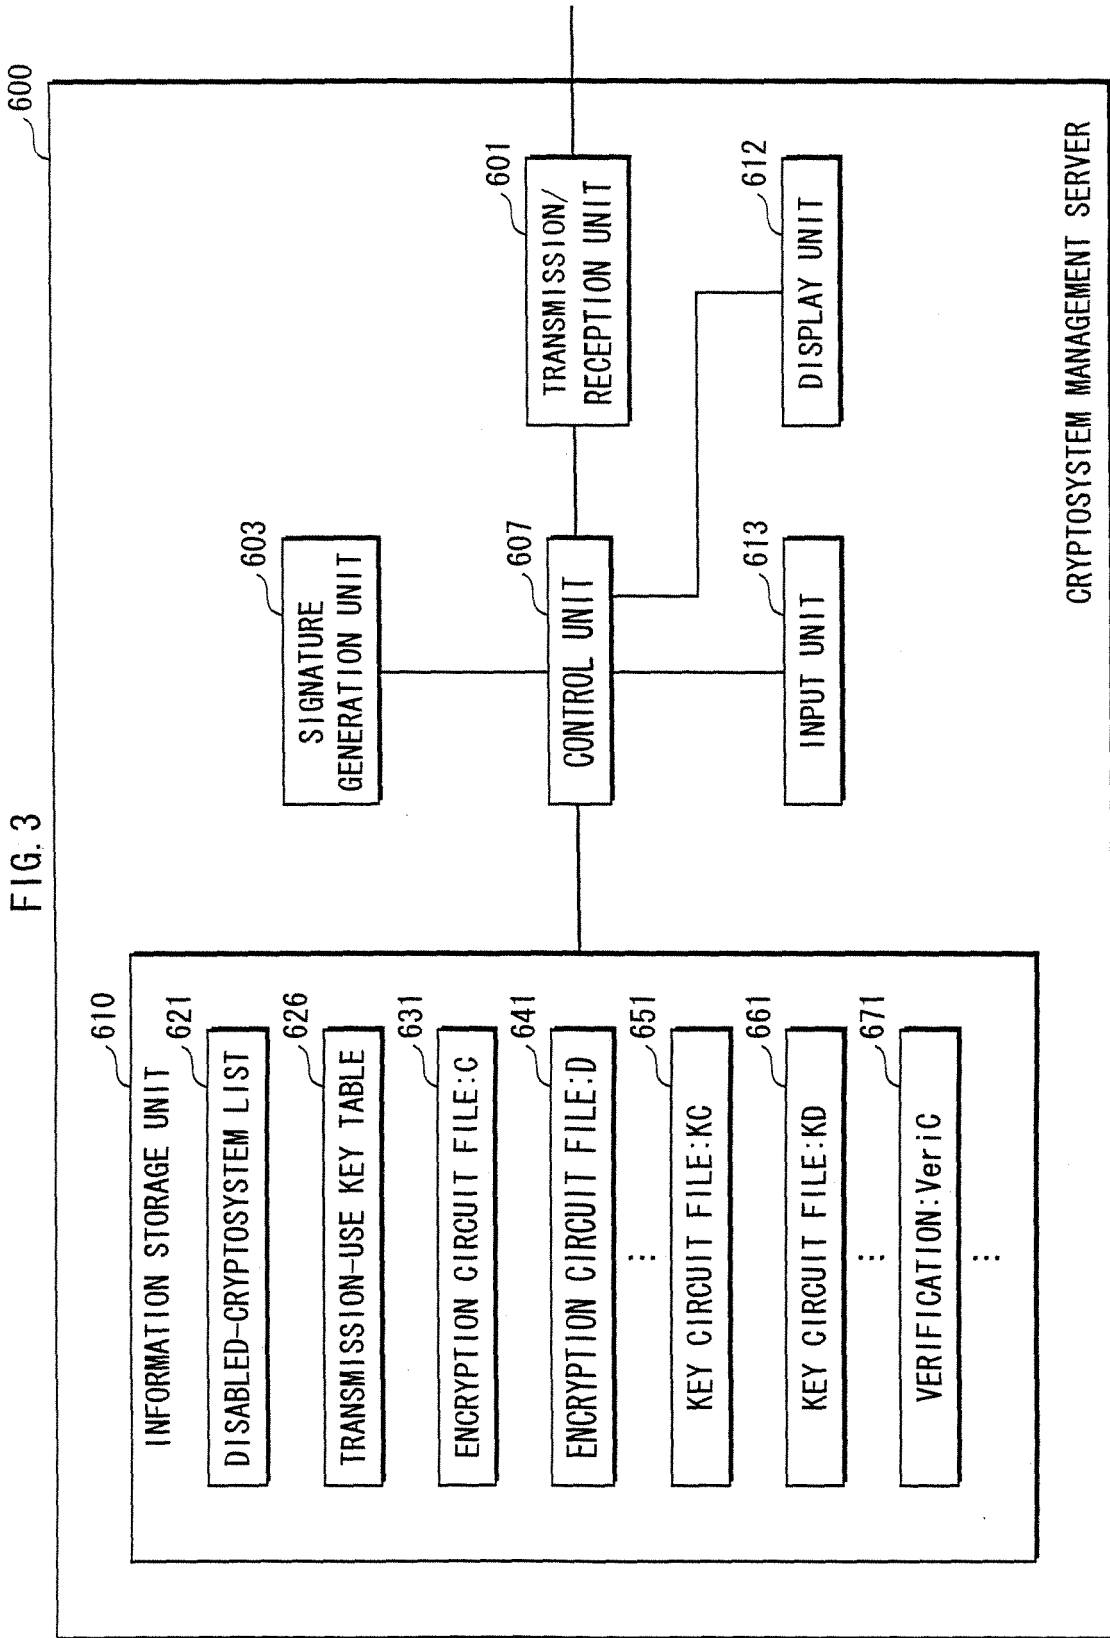 FIG. 3
600
610
INFORMATION STORAGE UNIT
621
DISABLED-CRYPTOSYSTEM LIST
626
TRANSMISSION-USE KEY TABLE
631
ENCRYPTION CIRCUIT FILE:C
641
ENCRYPTION CIRCUIT FILE:D
...
651
KEY CIRCUIT FILE:KC
661
KEY CIRCUIT FILE:KD
...
671
VERIFICATION:VeriC
...
603
SIGNATURE
GENERATION UNIT
607
CONTROL UNIT
613
INPUT UNIT
601
TRANSMISSION/
RECEPTION UNIT
612
DISPLAY UNIT
CRYPTOSYSTEM MANAGEMENT SERVER